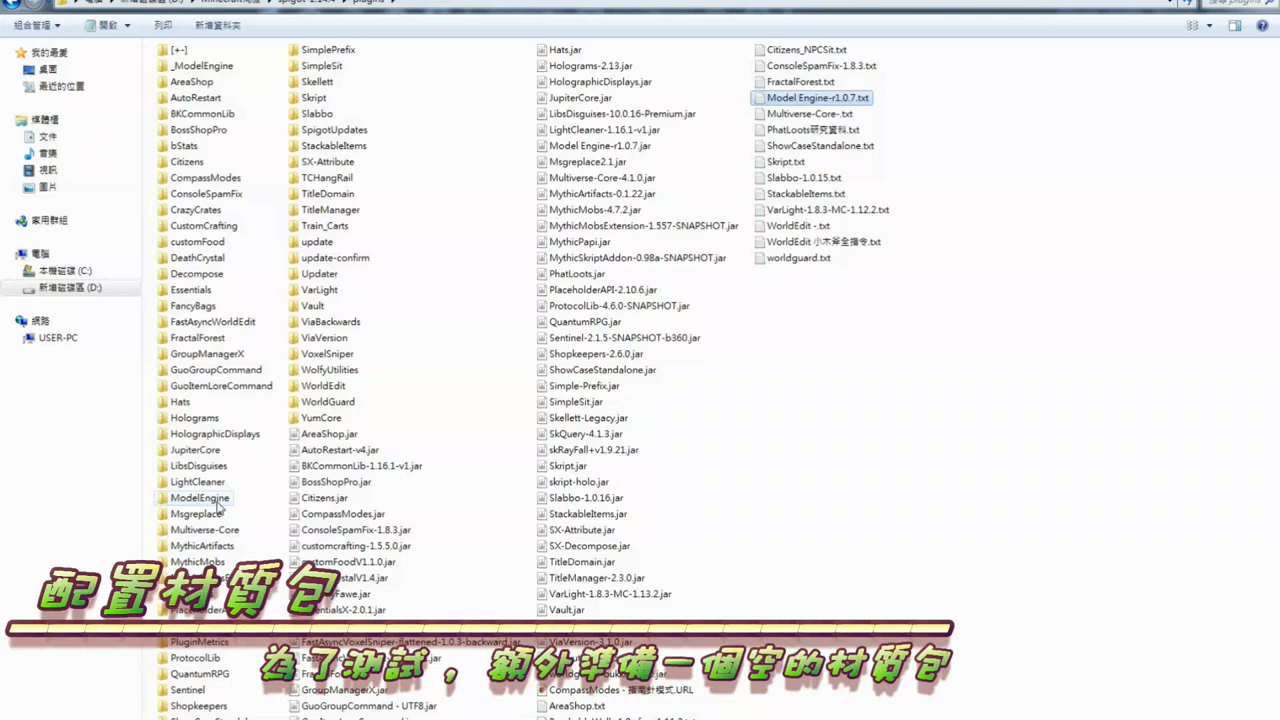 組合管理 開啟 列印 新增資料夾
我的最愛
桌面
最近的位置
媒體櫃
文件
音樂
視訊
圖片
家用群組
電腦
本機磁碟 (C:)
新增磁碟區 (D:)
網路
USER-PC
[+-]
_ModelEngine
AreaShop
AutoRestart
BKCommonLib
BossShopPro
bStats
Citizens
CompassModes
ConsoleSpamFix
CrazyCrates
CustomCrafting
customFood
DeathCrystal
Decompose
Essentials
FancyBags
FastAsyncWorldEdit
FractalForest
GroupManagerX
GuoGroupCommand
GuoItemLoreCommand
Hats
Holograms
HolographicDisplays
JupiterCore
LibsDisguises
LightCleaner
ModelEngine
Msgreplace
Multiverse-Core
MythicArtifacts
MythicMobs
PluginMetrics
ProtocolLib
QuantumRPG
Sentinel
Shopkeepers
SimplePrefix
SimpleSit
Skellett
Skript
Slabbo
SpigotUpdates
StackableItems
SX-Attribute
TCHangRail
TitleDomain
TitleManager
Train_Carts
update
update-confirm
Updater
VarLight
Vault
ViaBackwards
ViaVersion
VoxelSniper
WolfyUtilities
WorldEdit
WorldGuard
YumCore
AreaShop.jar
AutoRestart-v4.jar
BKCommonLib-1.16.1-v1.jar
BossShopPro.jar
Citizens.jar
CompassModes.jar
ConsoleSpamFix-1.8.3.jar
customcrafting-1.5.5.0.jar
customFoodV1.1.0.jar
FastAsyncVoxelSniper-flattened-1.0.3-backward.jar
GroupManagerX.jar
GuoGroupCommand - UTF8.jar
Hats.jar
Holograms-2.13.jar
HolographicDisplays.jar
JupiterCore.jar
LibsDisguises-10.0.16-Premium.jar
LightCleaner-1.16.1-v1.jar
Model Engine-r1.0.7.jar
Msgreplace2.1.jar
Multiverse-Core-4.1.0.jar
MythicArtifacts-0.1.22.jar
MythicMobs-4.7.2.jar
MythicMobsExtension-1.557-SNAPSHOT.jar
MythicPapi.jar
MythicSkriptAddon-0.98a-SNAPSHOT.jar
PhatLoots.jar
PlaceholderAPI-2.10.6.jar
ProtocolLib-4.6.0-SNAPSHOT.jar
QuantumRPG.jar
Sentinel-2.1.5-SNAPSHOT-b360.jar
Shopkeepers-2.6.0.jar
ShowCaseStandalone.jar
Simple-Prefix.jar
SimpleSit.jar
Skellett-Legacy.jar
SkQuery-4.1.3.jar
skRayFall+v1.9.21.jar
Skript.jar
skript-holo.jar
Slabbo-1.0.16.jar
StackableItems.jar
SX-Attribute.jar
SX-Decompose.jar
TitleDomain.jar
TitleManager-2.3.0.jar
VarLight-1.8.3-MC-1.13.2.jar
Vault.jar
ViaVersion-3.1.0.jar
CompassModes - 指南針模式.URL
AreaShop.txt
Citizens_NPCSit.txt
ConsoleSpamFix-1.8.3.txt
FractalForest.txt
Model Engine-r1.0.7.txt
Multiverse-Core-.txt
PhatLoots研究資料.txt
ShowCaseStandalone.txt
Skript.txt
Slabbo-1.0.15.txt
StackableItems.txt
VarLight-1.8.3-MC-1.12.2.txt
WorldEdit -.txt
WorldEdit 小木斧全指令.txt
worldguard.txt
配置材質包
為了測試，額外準備一個空的材質包